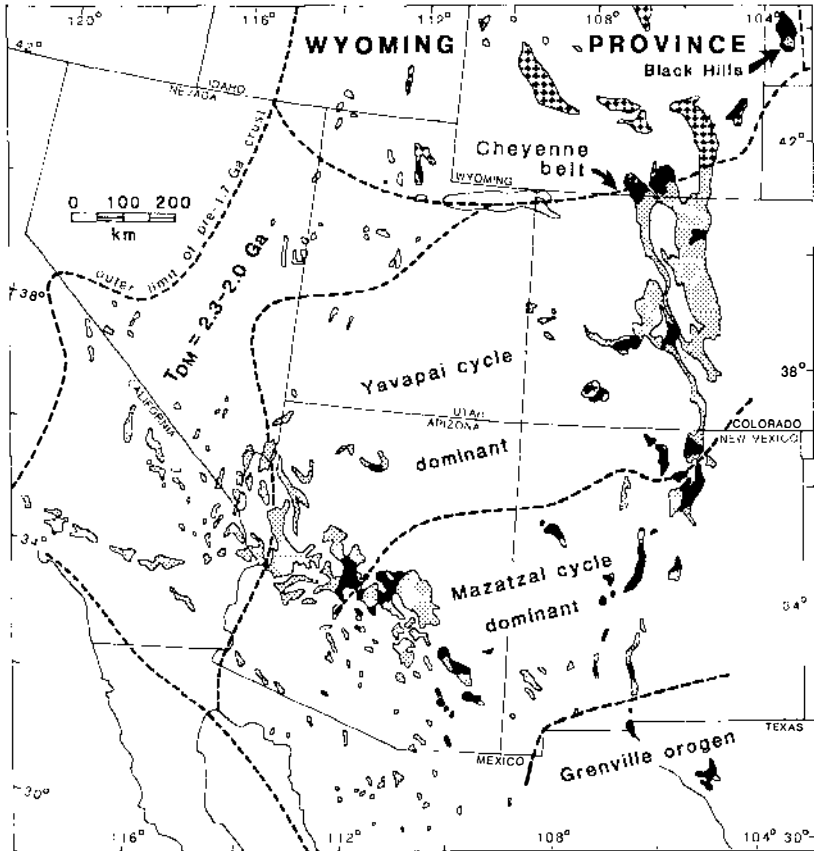 120°
116°
112°
108°
104°
WYOMING PROVINCE
Black Hills
42°
IDAHO
NEVADA
42°
Cheyenne
belt
WYOMING
0 100 200
km
outer limit of pre-1.7 Ga crust
T_DM = 2.3-2.0 Ga
38°
38°
Yavapai cycle
dominant
CALIFORNIA
UTAH
ARIZONA
COLORADO
NEW MEXICO
34°
Mazatzal cycle
dominant
34°
TEXAS
MEXICO
Grenville orogen
30°
116°
112°
108°
104° 30°